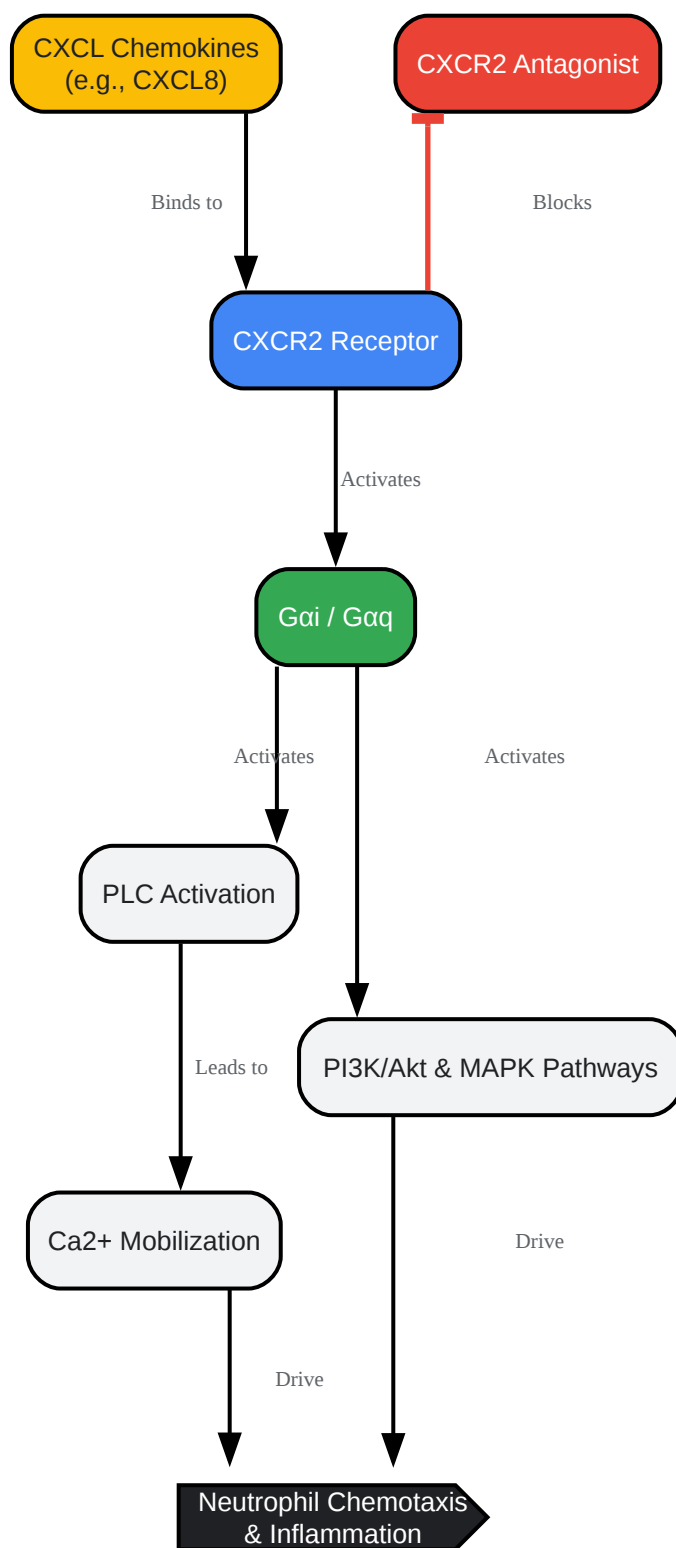 CXCL Chemokines
(e.g., CXCL8)
CXCR2 Antagonist
Binds to
Blocks
CXCR2 Receptor
Activates
Gαi / Gαq
Activates
Activates
PLC Activation
Leads to
PI3K/Akt & MAPK Pathways
Ca2+ Mobilization
Drive
Drive
Neutrophil Chemotaxis
& Inflammation